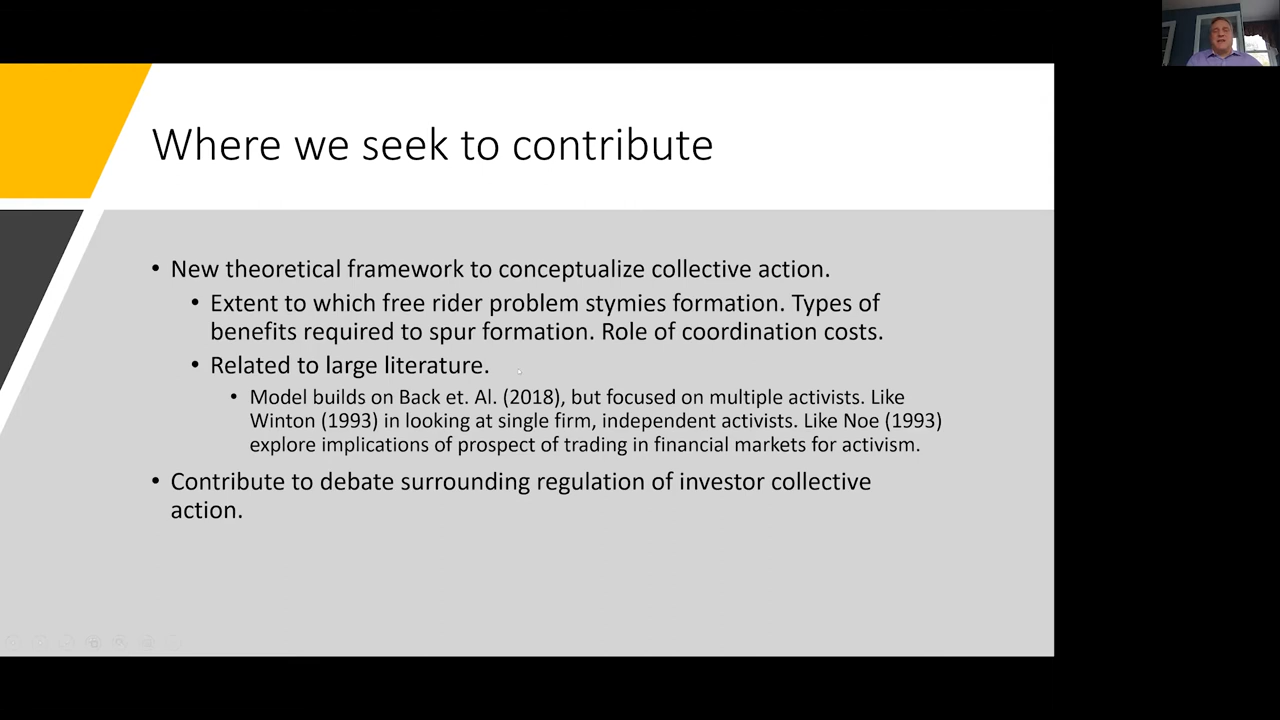 Where we seek to contribute
• New theoretical framework to conceptualize collective action.
• Extent to which free rider problem stymies formation. Types of
benefits required to spur formation. Role of coordination costs.
• Related to large literature.
• Model builds on Back et. Al. (2018), but focused on multiple activists. Like
Winton (1993) in looking at single firm, independent activists. Like Noe (1993)
explore implications of prospect of trading in financial markets for activism.
• Contribute to debate surrounding regulation of investor collective
action.